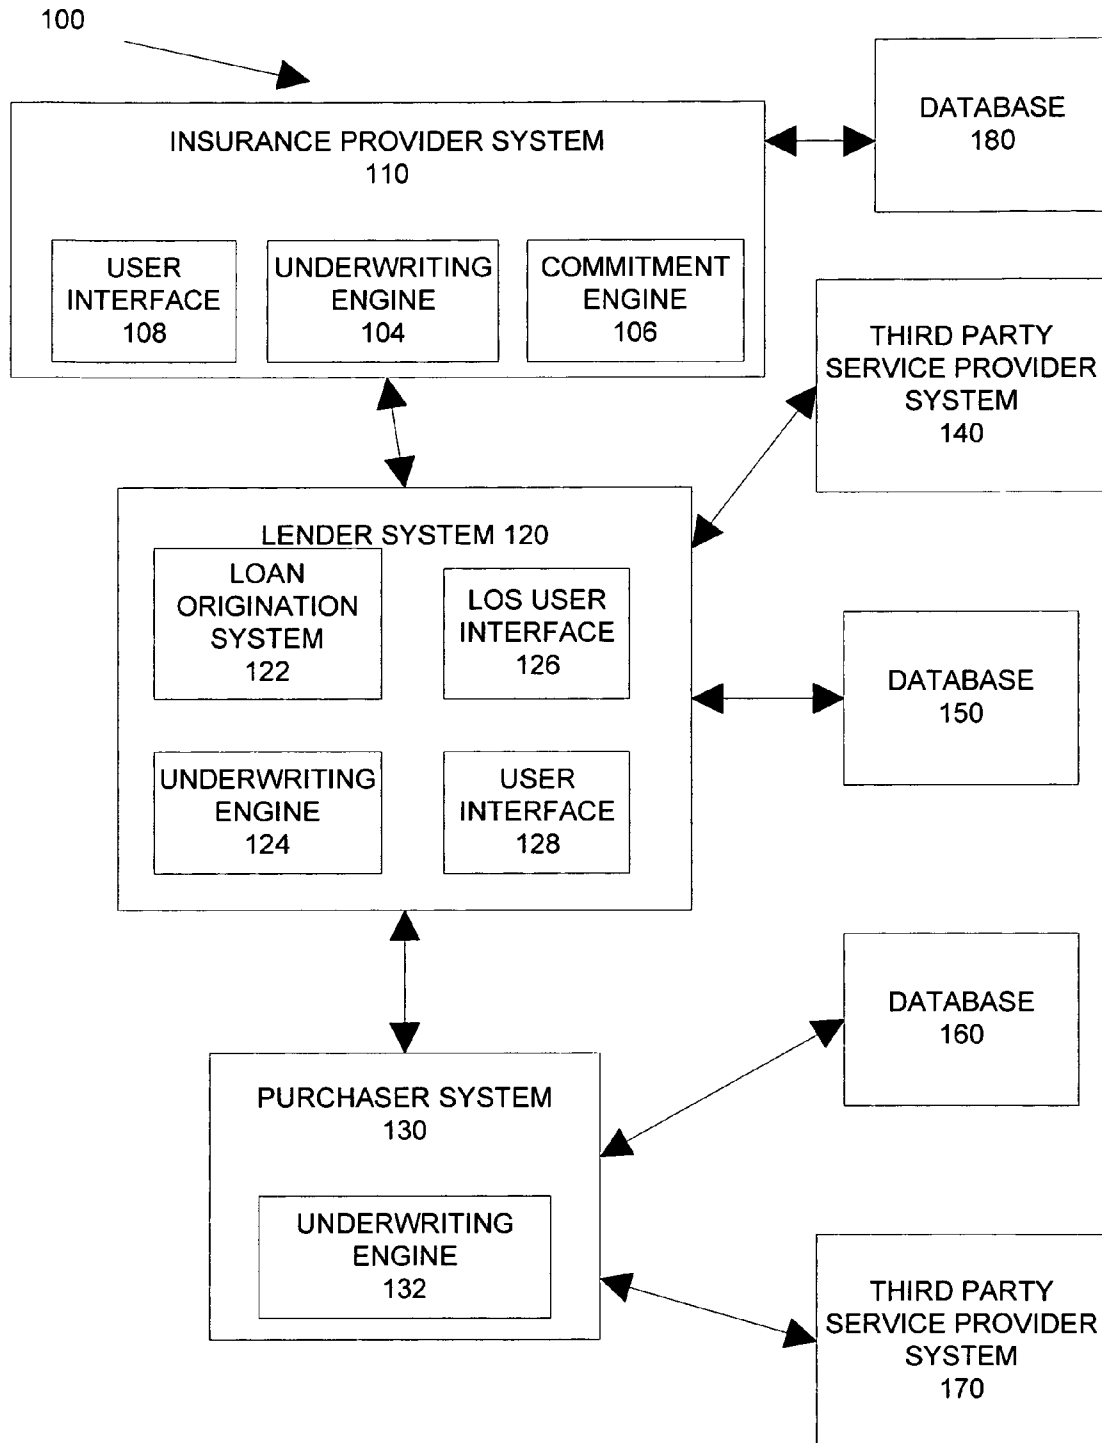 100
INSURANCE PROVIDER SYSTEM
110
USER
INTERFACE
108
UNDERWRITING
ENGINE
104
COMMITMENT
ENGINE
106
DATABASE
180
THIRD PARTY
SERVICE PROVIDER
SYSTEM
140
LENDER SYSTEM 120
LOAN
ORIGINATION
SYSTEM
122
LOS USER
INTERFACE
126
UNDERWRITING
ENGINE
124
USER
INTERFACE
128
DATABASE
150
DATABASE
160
PURCHASER SYSTEM
130
UNDERWRITING
ENGINE
132
THIRD PARTY
SERVICE PROVIDER
SYSTEM
170